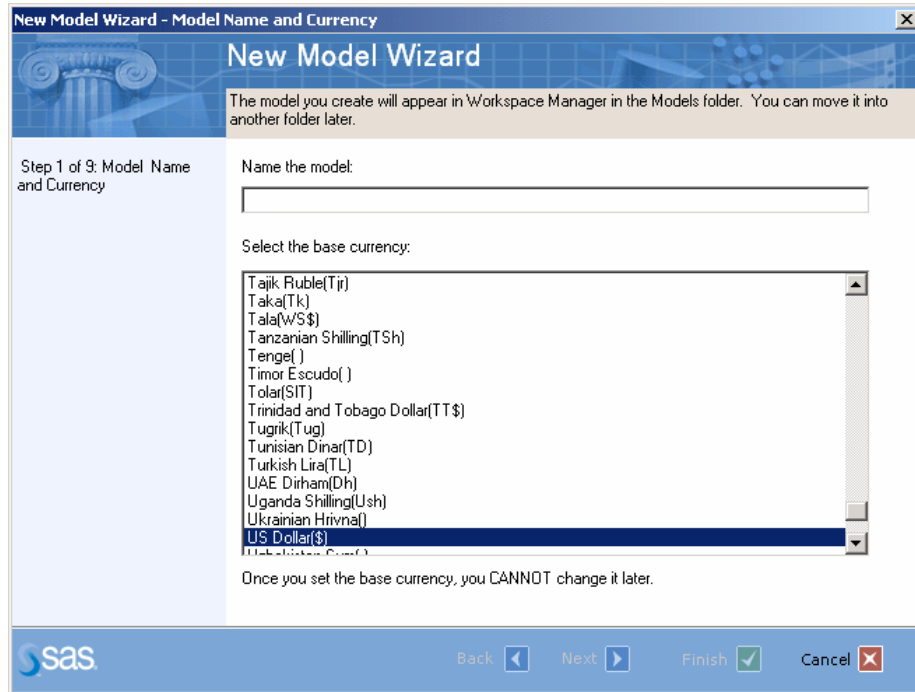 New Model Wizard - Model Name and Currency
New Model Wizard
The model you create will appear in Workspace Manager in the Models folder. You can move it into
another folder later.
Step 1 of 9: Model Name
and Currency
Name the model:
Select the base currency:
Tajik Ruble(Tjr)
Taka(Tk)
Tala(WS$)
Tanzanian Shilling(TSh)
Tenge( )
Timor Escudo( )
Tolar(SIT)
Trinidad and Tobago Dollar(TT$)
Tugrik(Tug)
Tunisian Dinar(TD)
Turkish Lira(TL)
UAE Dirham(Dh)
Uganda Shilling(Ush)
Ukrainian Hrivna()
US Dollar($)
Uzbekistan Sum( )
Once you set the base currency, you CANNOT change it later.
sas
Back
Next
Finish
Cancel